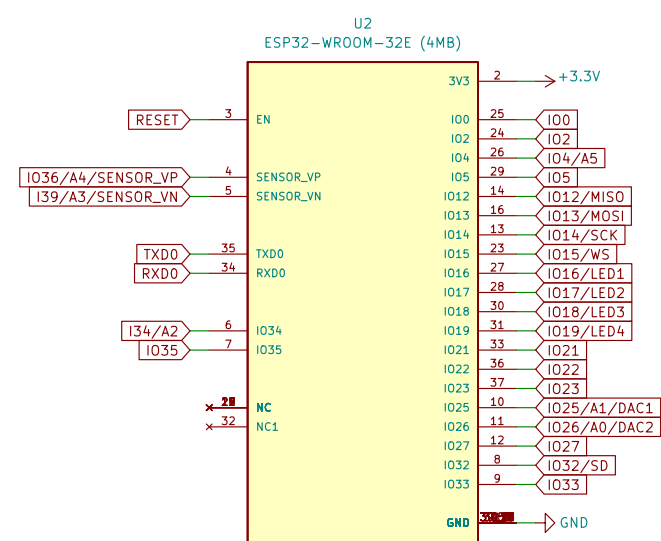 U2
ESP32-WROOM-32E (4MB)
3V3 2 +3.3V
RESET 3 EN IO0 25 IO0
IO2 24 IO2
IO4 26 IO4/A5
IO36/A4/SENSOR_VP 4 SENSOR_VP IO5 29 IO5
I39/A3/SENSOR_VN 5 SENSOR_VN IO12 14 IO12/MISO
IO13 16 IO13/MOSI
IO14 13 IO14/SCK
TXD0 35 TXD0 IO15 23 IO15/WS
RXD0 34 RXD0 IO16 27 IO16/LED1
IO17 28 IO17/LED2
IO18 30 IO18/LED3
I34/A2 6 IO34 IO19 31 IO19/LED4
IO35 7 IO35 IO21 33 IO21
IO22 36 IO22
IO23 37 IO23
NC IO25 10 IO25/A1/DAC1
32 NC1 IO26 11 IO26/A0/DAC2
IO27 12 IO27
IO32 8 IO32/SD
IO33 9 IO33
GND GND